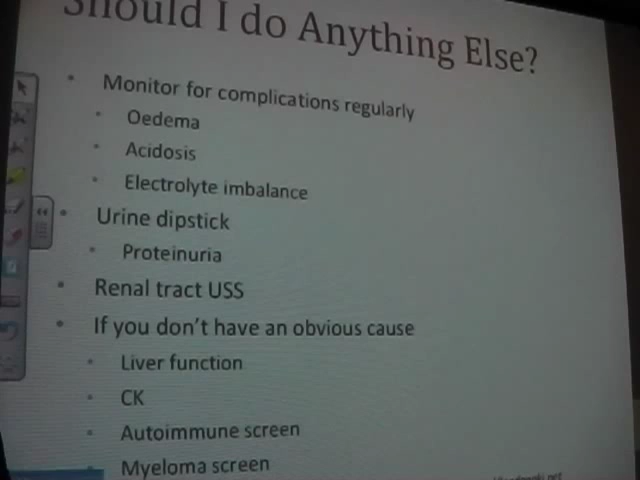 Should I do Anything Else?
Monitor for complications regularly
Oedema
Acidosis
Electrolyte imbalance
Urine dipstick
Proteinuria
Renal tract USS
If you don't have an obvious cause
Liver function
CK
Autoimmune screen
Myeloma screen